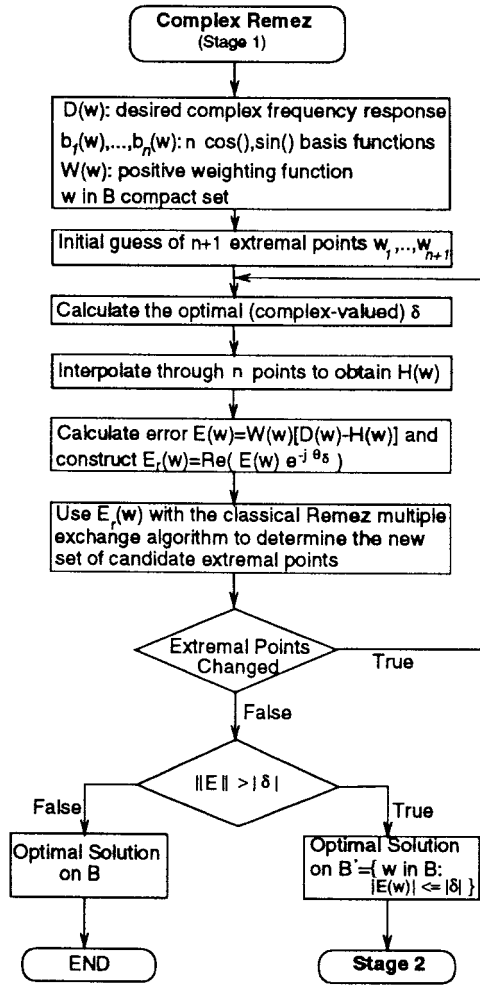 Complex Remez
(Stage 1)
D(w): desired complex frequency response
b₁(w),...,bₙ(w): n cos(),sin() basis functions
W(w): positive weighting function
w in B compact set
Initial guess of n+1 extremal points w₁,..,wₙ₊₁
Calculate the optimal (complex-valued) δ
Interpolate through n points to obtain H(w)
Calculate error E(w)=W(w)[D(w)-H(w)] and
construct Eᵣ(w)=Re( E(w) e^-j θδ )
Use Eᵣ(w) with the classical Remez multiple
exchange algorithm to determine the new
set of candidate extremal points
Extremal Points
Changed
True
False
||E|| > |δ|
False
True
Optimal Solution
on B
Optimal Solution
on B*={ w in B:
|E(w)| <= |δ| }
END
Stage 2